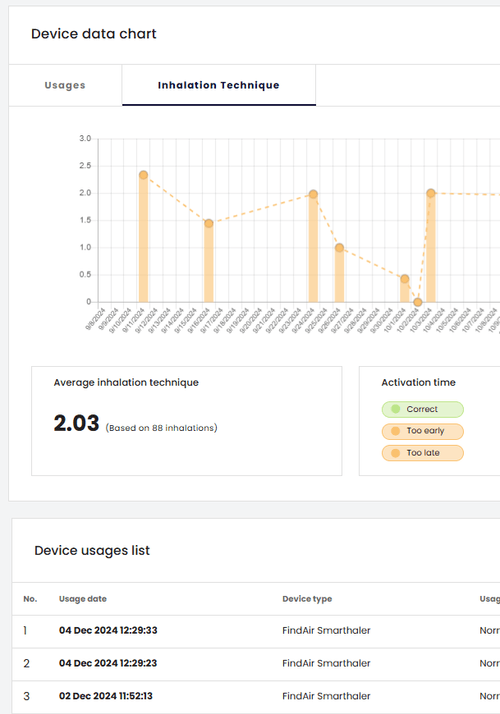 Device data chart
Usages
Inhalation Technique
3.0
2.5
2.0
1.5
1.0
0.5
0
9/8/2024 9/9/2024 9/10/2024 9/11/2024 9/12/2024 9/13/2024 9/14/2024 9/15/2024 9/16/2024 9/17/2024 9/18/2024 9/19/2024 9/20/2024 9/21/2024 9/22/2024 9/23/2024 9/24/2024 9/25/2024 9/26/2024 9/27/2024 9/28/2024 9/29/2024 9/30/2024 10/1/2024 10/2/2024 10/3/2024 10/4/2024 10/5/2024 10/6/2024 10/7/2024 10/8/2024
Average inhalation technique
2.03 (Based on 88 inhalations)
Activation time
Correct
Too early
Too late
Device usages list
No. Usage date Device type Usag
1 04 Dec 2024 12:29:33 FindAir Smarthaler Norr
2 04 Dec 2024 12:29:23 FindAir Smarthaler Norr
3 02 Dec 2024 11:52:13 FindAir Smarthaler Norr